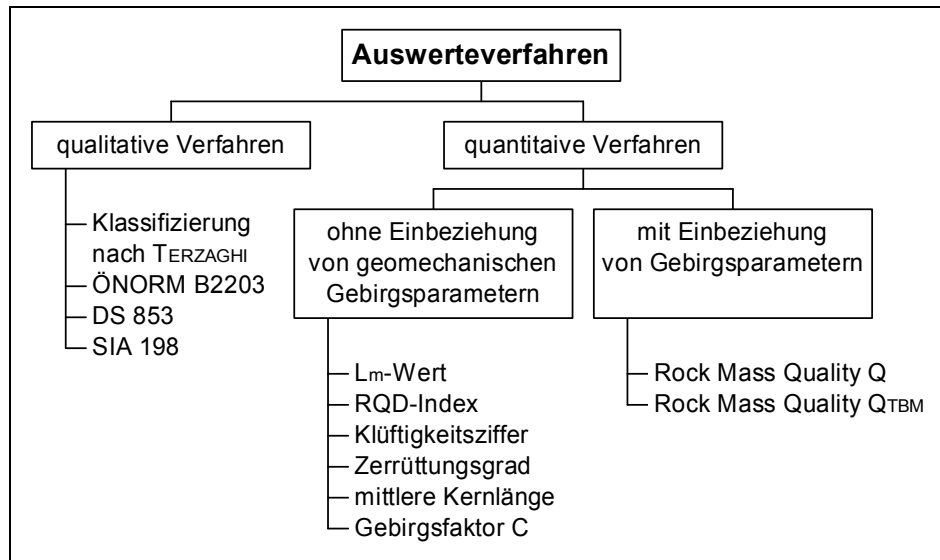 Auswerteverfahren
qualitative Verfahren
quantitaive Verfahren
Klassifizierung
nach TERZAGHI
ÖNORM B2203
DS 853
SIA 198
ohne Einbeziehung
von geomechanischen
Gebirgsparametern
mit Einbeziehung
von Gebirgsparametern
Lm-Wert
RQD-Index
Klüftigkeitsziffer
Zerrüttungsgrad
mittlere Kernlänge
Gebirgsfaktor C
Rock Mass Quality Q
Rock Mass Quality QTBM